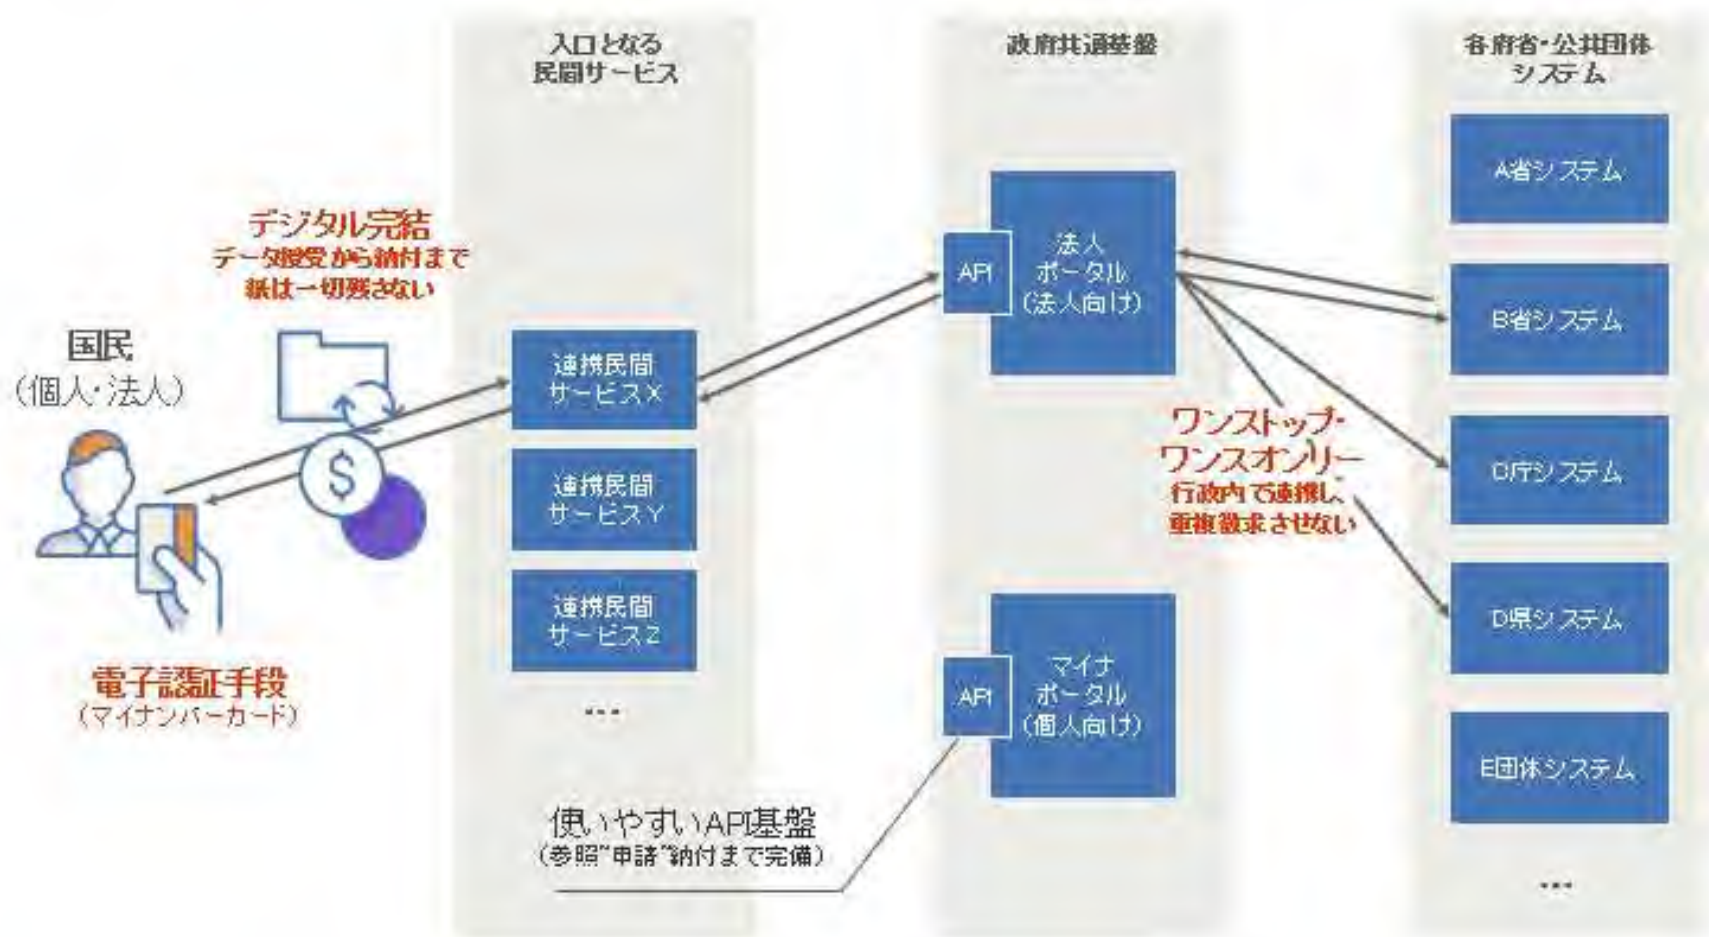 入口となる
民間サービス
政府共通基盤
各府省・公共団体
システム
デジタル完結
データ授受から納付まで
紙は一切残さない
国民
(個人・法人)
$
電子認証手段
(マイナンバーカード)
連携民間
サービスX
連携民間
サービスY
連携民間
サービスZ
...
使いやすいAPI基盤
(参照~申請~納付まで完備)
API
法人
ポータル
(法人向け)
API
マイナ
ポータル
(個人向け)
ワンストップ・
ワンスオンリー
行政内で連携し、
重複徴求させない
A省システム
B省システム
C庁システム
D県システム
E団体システム
...